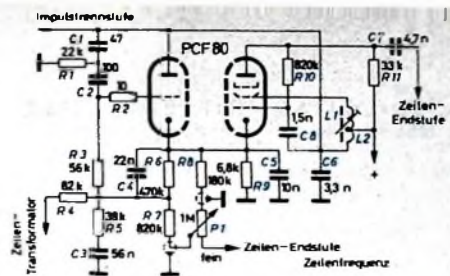 Impulstrennstufe
C1 47
PCF 80
C7 4,7n
22k
R1
100
C2
10
R2
820k
R10
33k
R11
1,5n
C8
L1
L2
Zeilen-
Endstufe
+
R3
56k
22n
C4
R6
470k
R8
180k
6,8k
R9
C5
10n
C6
3,3n
82k
R4
38k
R5
R7
820k
1M
P1
Zeilen-
Transformator
C3 56n
fein
Zeilen-Endstufe
Zeilenfrequenz